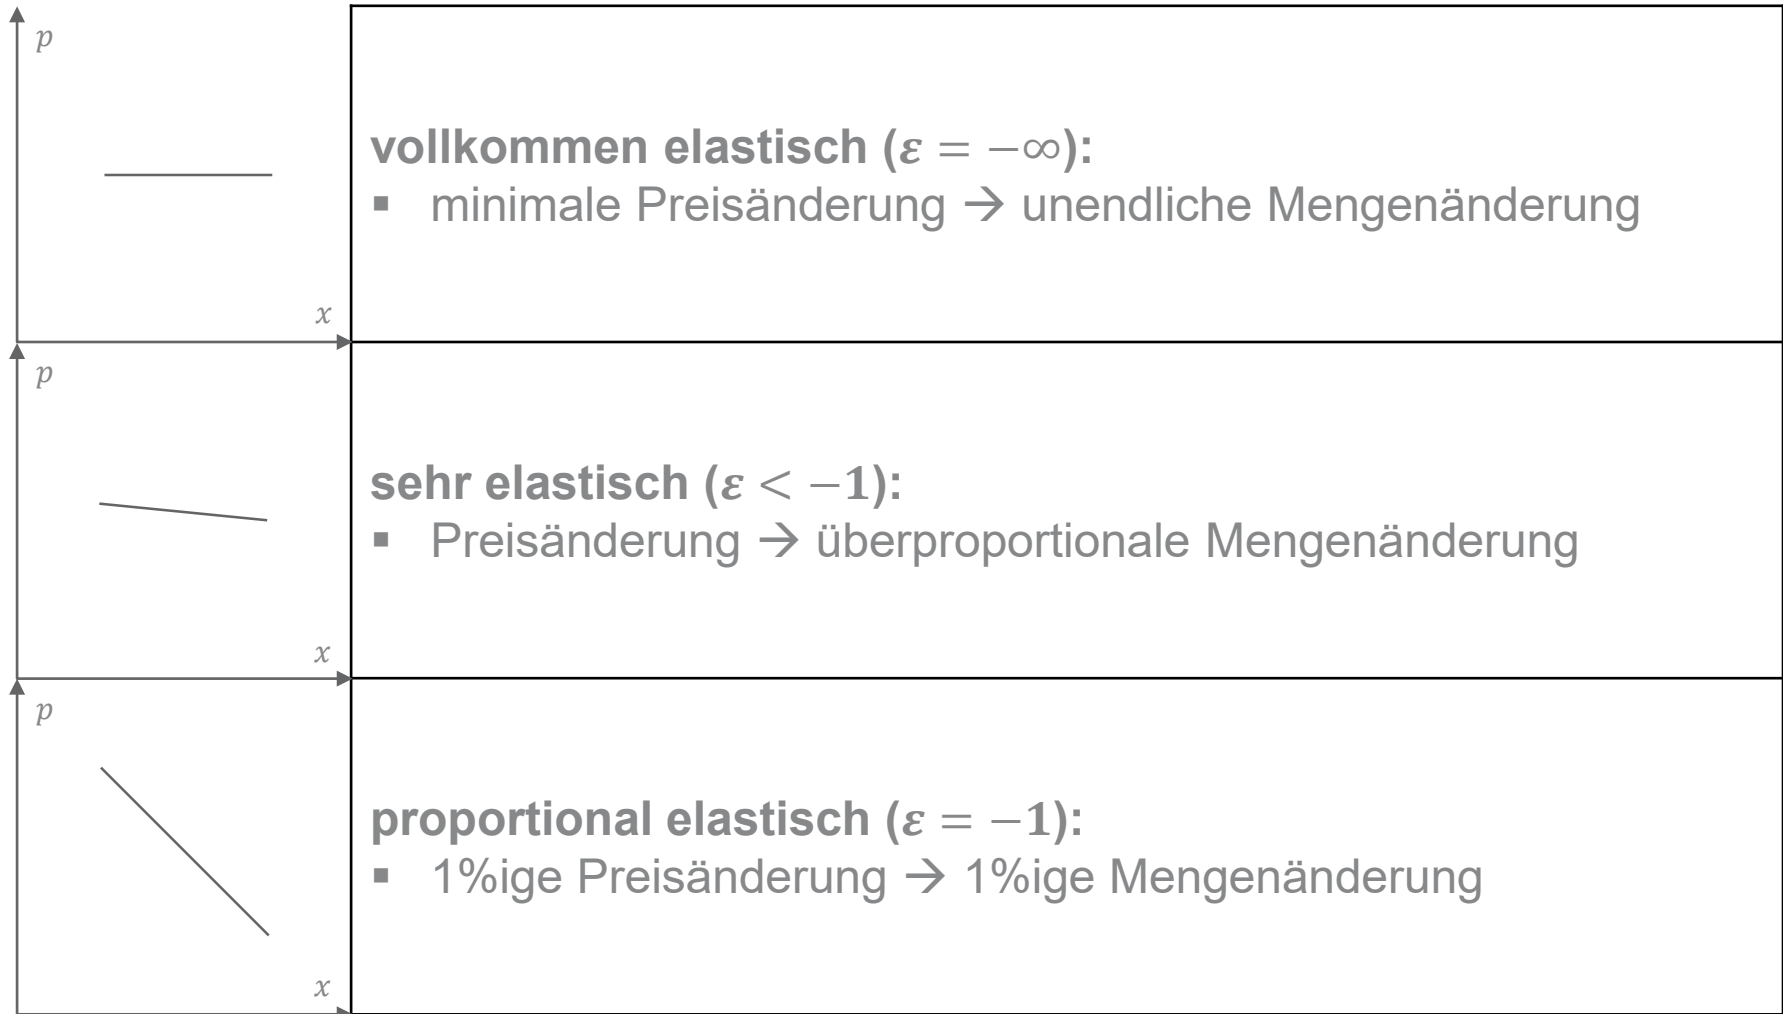 p
vollkommen elastisch (ε = −∞):
▪ minimale Preisänderung → unendliche Mengenänderung
x
p
sehr elastisch (ε < −1):
▪ Preisänderung → überproportionale Mengenänderung
x
p
proportional elastisch (ε = −1):
▪ 1%ige Preisänderung → 1%ige Mengenänderung
x